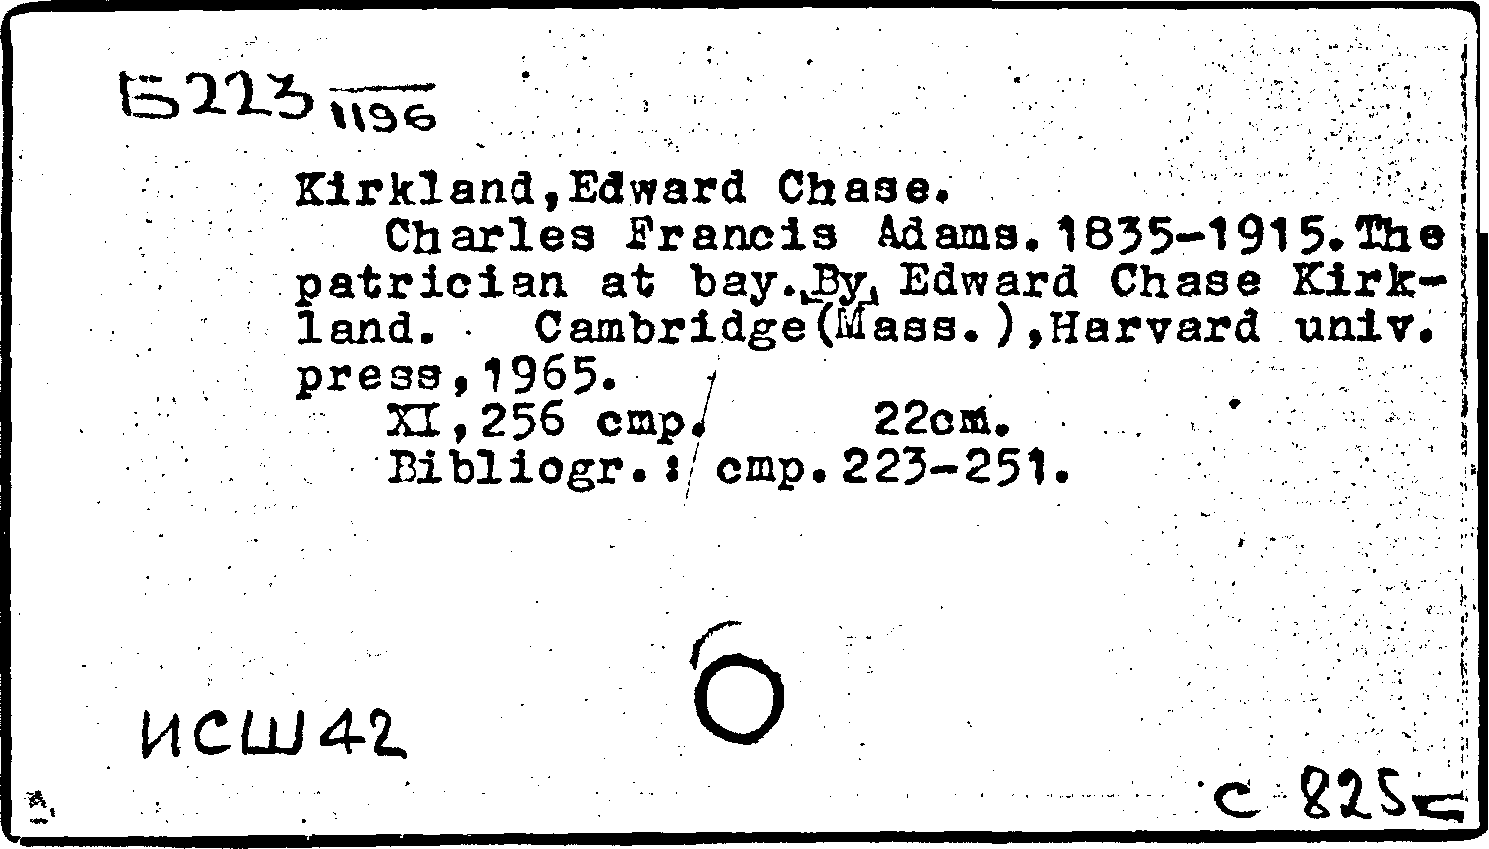 Б223 1196
Kirkland,Edward Chase.
Charles Francis Adams.1835-1915.The
patrician at bay.By Edward Chase Kirk-
land. Cambridge(Mass.),Harvard univ.
press,1965.
XI,256 стр. 22cm.
Bibliogr.: стр.223-251.
ИСШ42
с 825